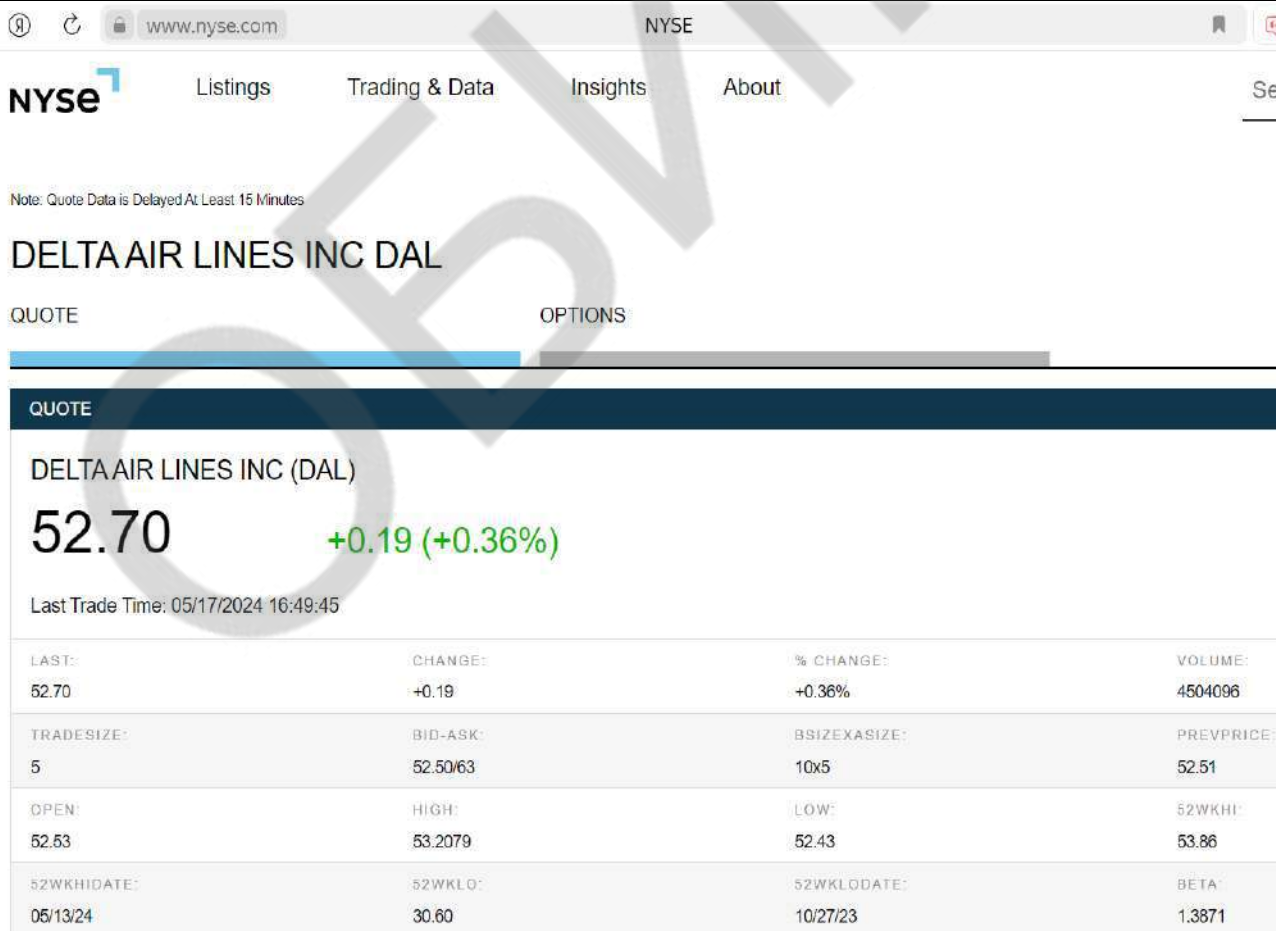 Я www.nyse.com NYSE
NYSE Listings Trading & Data Insights About Se
Note: Quote Data is Delayed At Least 15 Minutes
DELTA AIR LINES INC DAL
QUOTE OPTIONS
QUOTE
DELTA AIR LINES INC (DAL)
52.70 +0.19 (+0.36%)
Last Trade Time: 05/17/2024 16:49:45
LAST: CHANGE: % CHANGE: VOLUME:
52.70 +0.19 +0.36% 4504096
TRADESIZE: BID-ASK: BSIZEXASIZE: PREVPRICE:
5 52.50/63 10x5 52.51
OPEN: HIGH: LOW: 52WKHI:
52.53 53.2079 52.43 53.86
52WKHIDATE: 52WKLO: 52WKLODATE: BETA:
05/13/24 30.60 10/27/23 1.3871